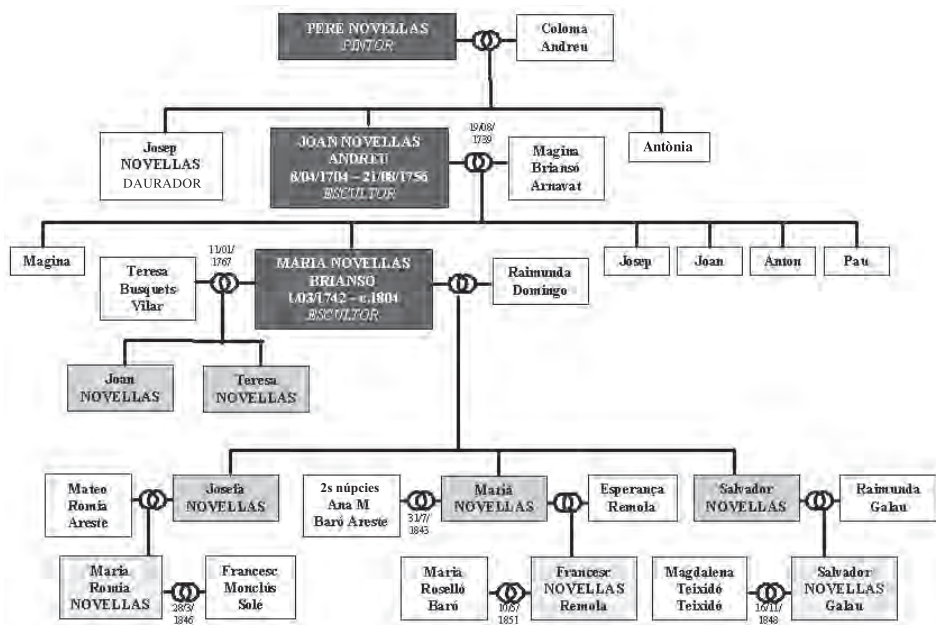 PERE NOVELLAS
PINTOR
Coloma
Andreu
Josep
NOVELLAS
DAURADOR
JOAN NOVELLAS
ANDREU
8/04/1704 – 21/08/1756
ESCULTOR
19/08/
1739
Magina
Briansó
Arnavat
Antònia
Magina
Teresa
Busquets
Vilar
11/01/
1767
MARIÀ NOVELLAS
BRIANSO
1/03/1742 – c.1804
ESCULTOR
Raimunda
Domingo
Josep
Joan
Anton
Pau
Joan
NOVELLAS
Teresa
NOVELLAS
Mateo
Romia
Areste
Josefa
NOVELLAS
2s núpcies
Ana M
Baró Areste
31/7/
1843
Marià
NOVELLAS
Esperança
Remola
Salvador
NOVELLAS
Raimunda
Galau
Maria
Romia
NOVELLAS
28/3/
1846
Francesc
Monclús
Solé
Maria
Roselló
Baró
10/6/
1851
Francesc
NOVELLAS
Remola
Magdalena
Teixidó
Teixidó
16/11/
1848
Salvador
NOVELLAS
Galau